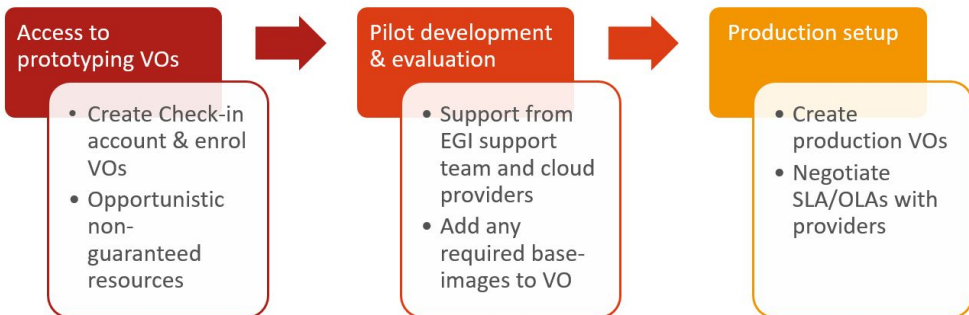 Access to
prototyping VOs
• Create Check-in
account & enrol
VOs
• Opportunistic
non-
guaranteed
resources
Pilot development
& evaluation
• Support from
EGI support
team and cloud
providers
• Add any
required base-
images to VO
Production setup
• Create
production VOs
• Negotiate
SLA/OLAs with
providers